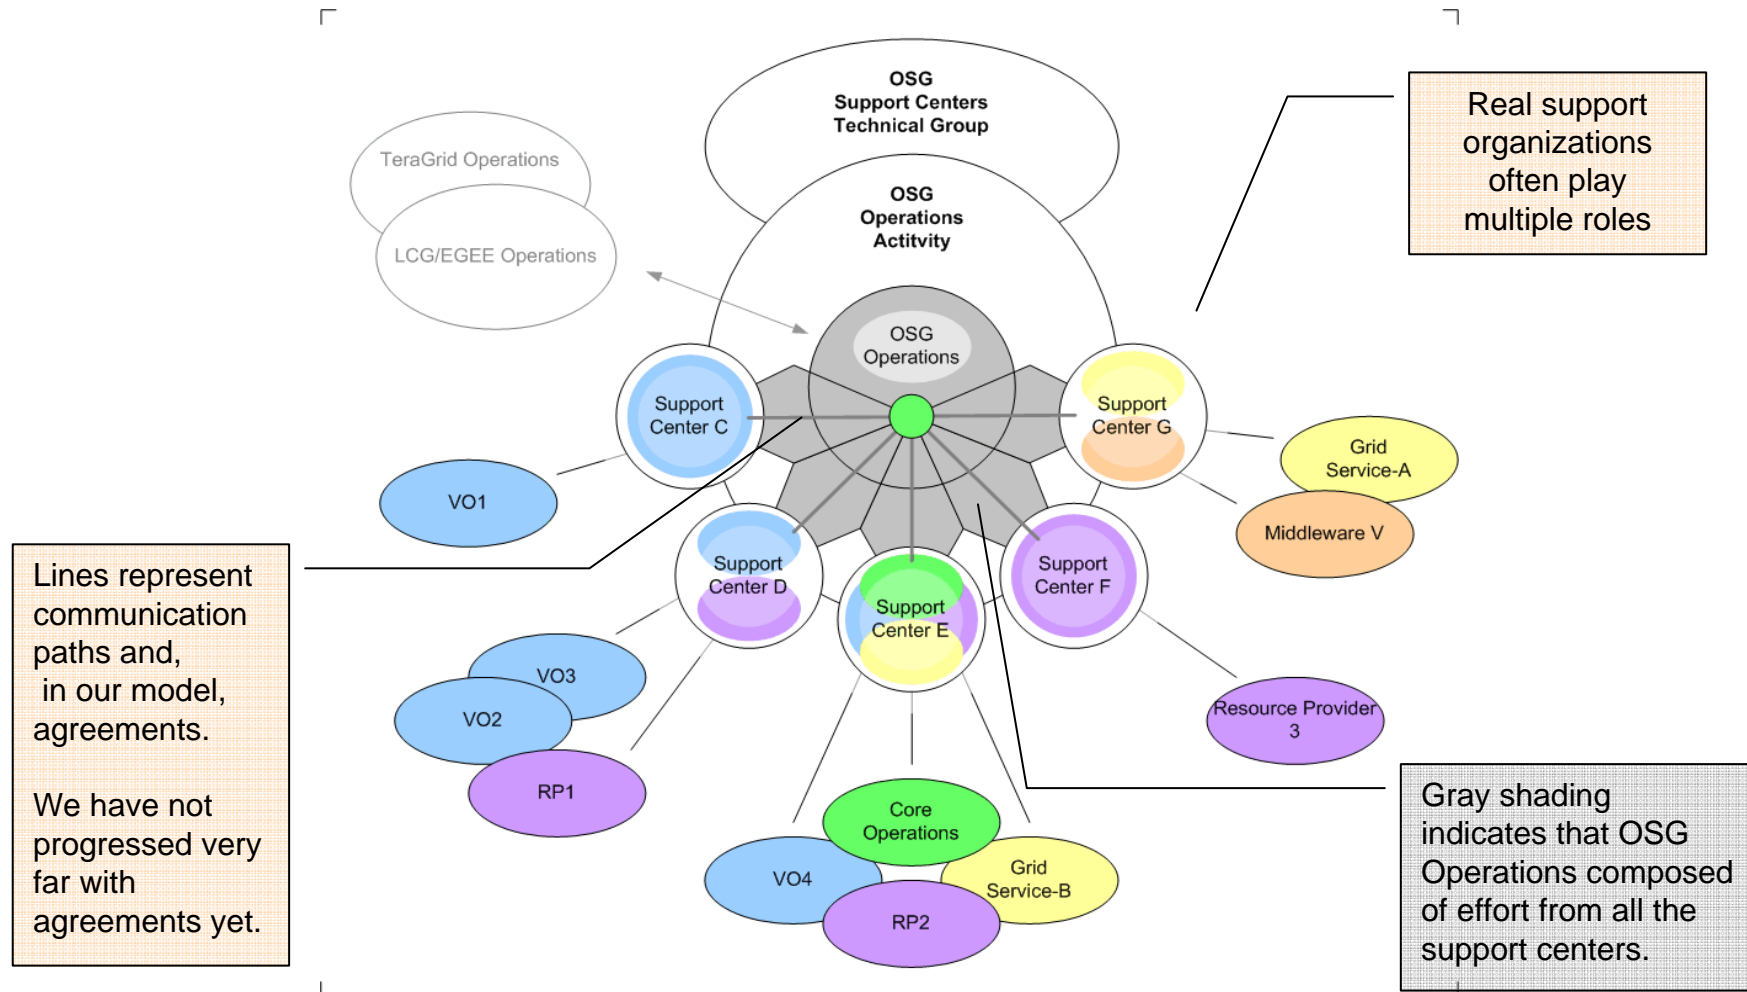 OSG
Support Centers
Technical Group
TeraGrid Operations
LCG/EGEE Operations
OSG
Operations
Actitvity
OSG
Operations
Real support
organizations
often play
multiple roles
Support
Center C
Support
Center G
VO1
Grid
Service-A
Middleware V
Support
Center D
Support
Center E
Support
Center F
Lines represent
communication
paths and,
in our model,
agreements.
We have not
progressed very
far with
agreements yet.
VO3
VO2
RP1
Resource Provider
3
Core
Operations
VO4
Grid
Service-B
RP2
Gray shading
indicates that OSG
Operations composed
of effort from all the
support centers.